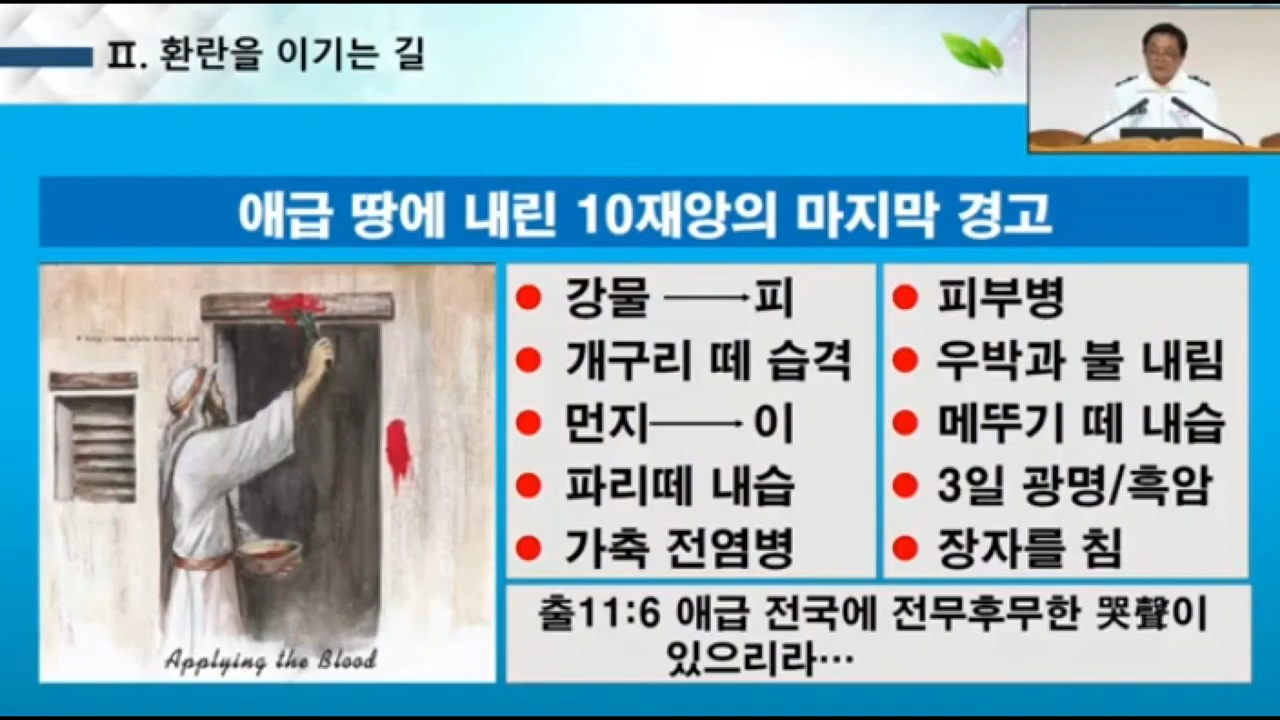 Ⅱ. 환란을 이기는 길
애급 땅에 내린 10재앙의 마지막 경고
강물 → 피
개구리 떼 습격
먼지 → 이
파리떼 내습
가축 전염병
피부병
우박과 불 내림
메뚜기 떼 내습
3일 광명/흑암
장자를 침
출11:6 애급 전국에 전무후무한 哭聲이
있으리라…
Applying the Blood